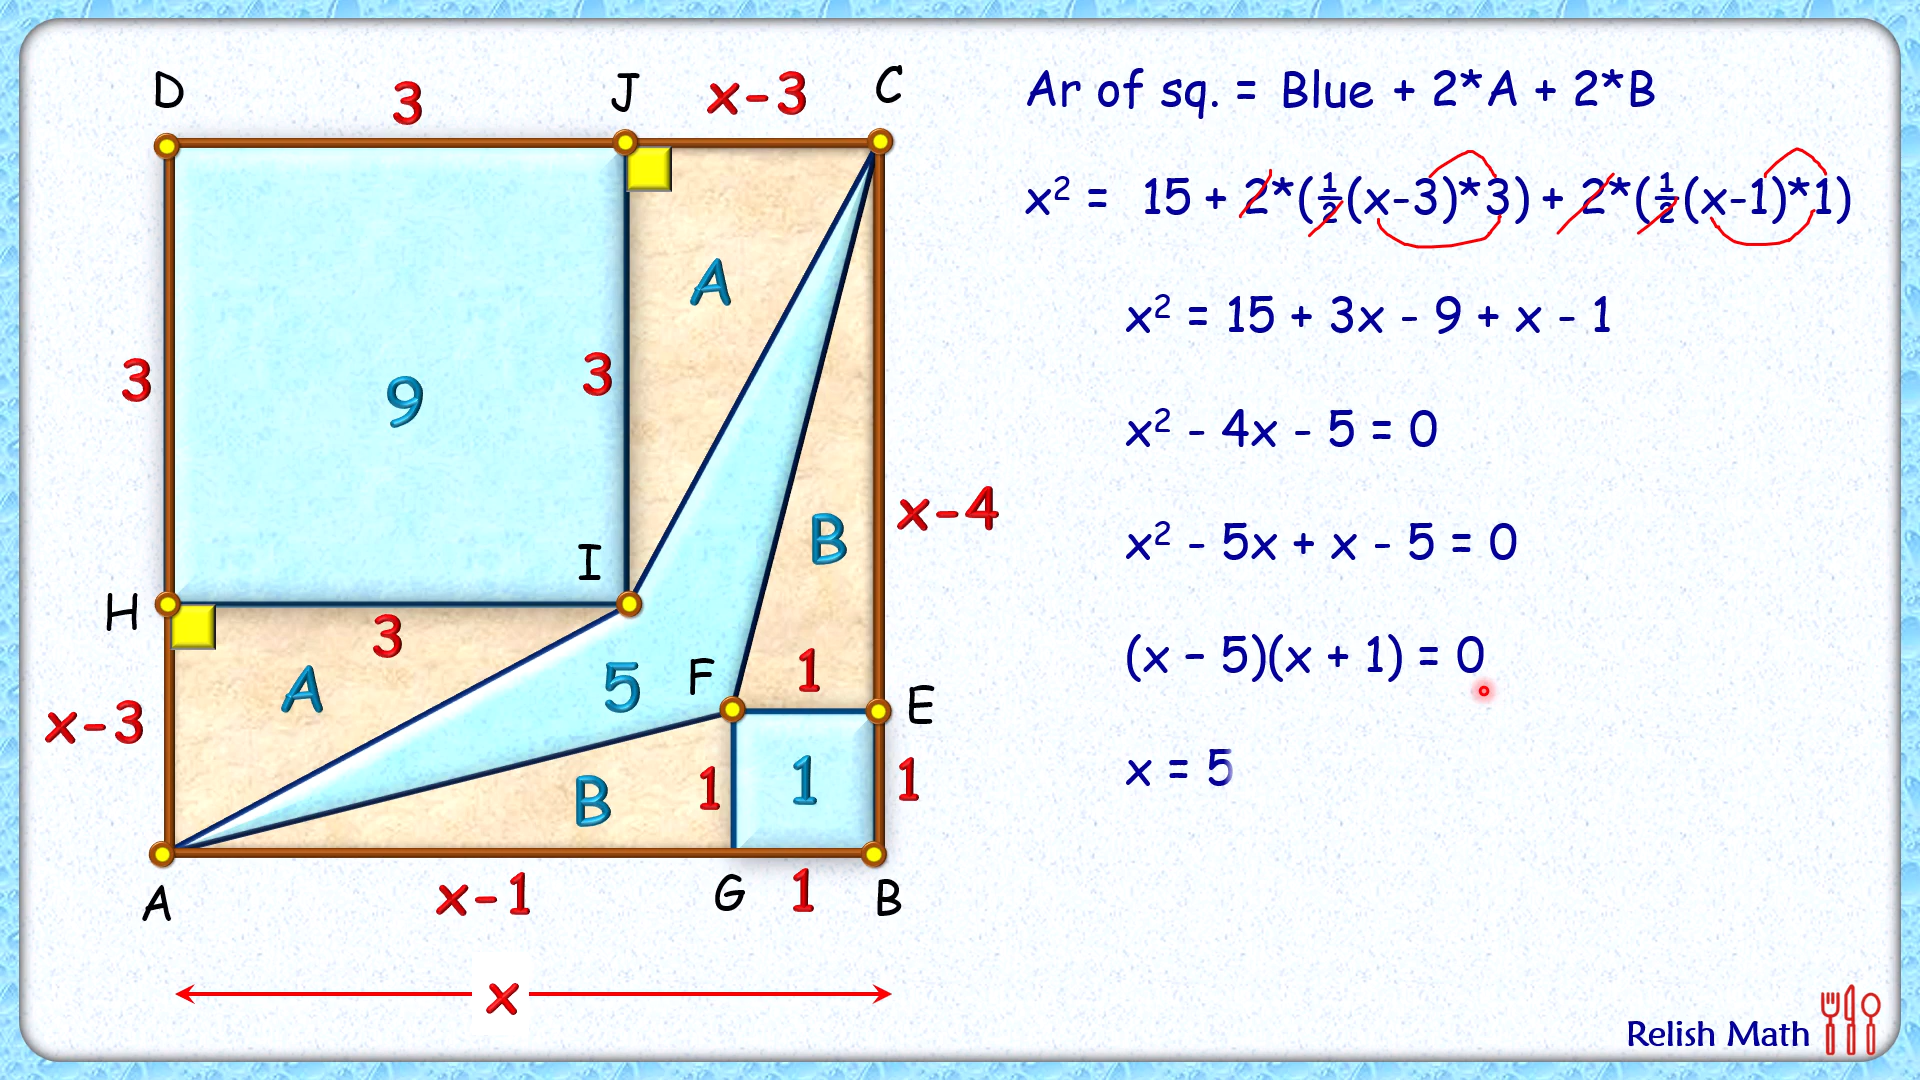 D 3 J x-3 C
A
3 9 3
B x-4
I
H 3
A 5 F 1 E
x-3
B 1 1 1
A x-1 G 1 B
x
Ar of sq. = Blue + 2*A + 2*B
x² = 15 + 2*(½(x-3)*3) + 2*(½(x-1)*1)
x² = 15 + 3x - 9 + x - 1
x² - 4x - 5 = 0
x² - 5x + x - 5 = 0
(x - 5)(x + 1) = 0
x = 5
Relish Math